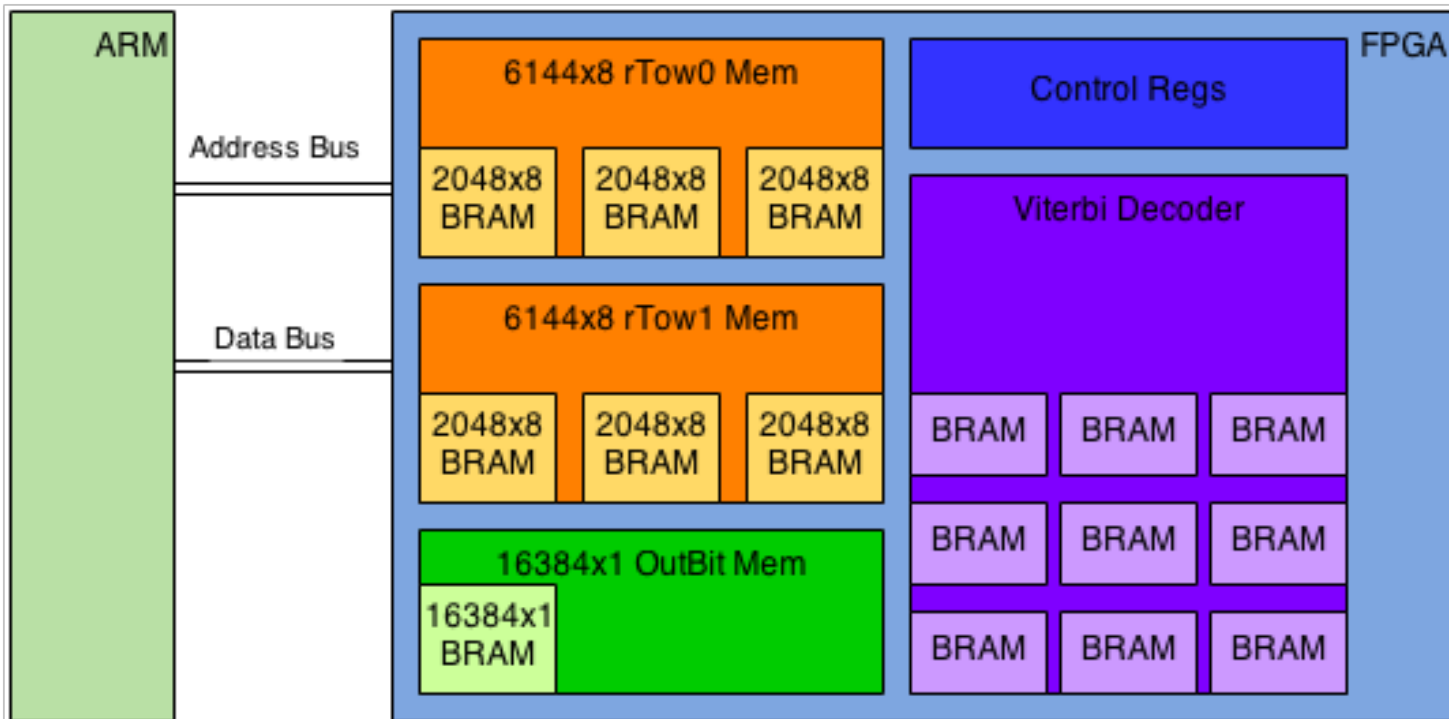 ARM
Address Bus
Data Bus
FPGA
6144x8 rTow0 Mem
2048x8
BRAM
2048x8
BRAM
2048x8
BRAM
6144x8 rTow1 Mem
2048x8
BRAM
2048x8
BRAM
2048x8
BRAM
16384x1 OutBit Mem
16384x1
BRAM
Control Regs
Viterbi Decoder
BRAM
BRAM
BRAM
BRAM
BRAM
BRAM
BRAM
BRAM
BRAM